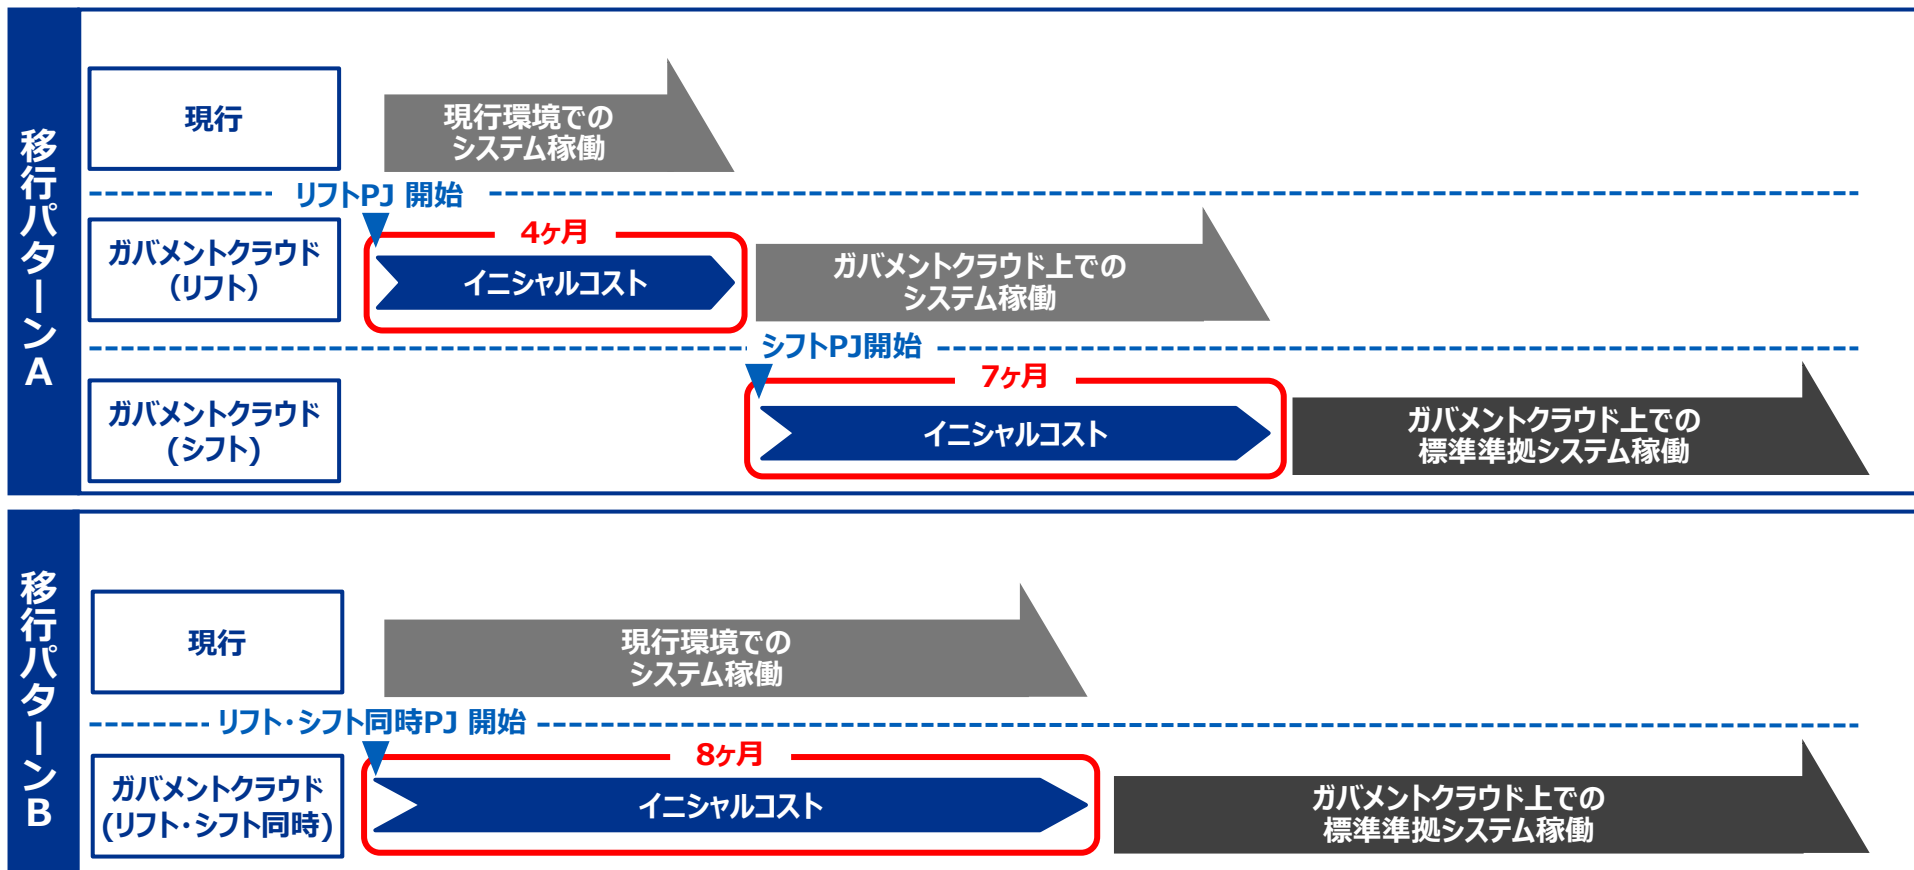 移行パターンA
現行
現行環境での
システム稼働
リフトPJ 開始
ガバメントクラウド
（リフト）
4ヶ月
イニシャルコスト
ガバメントクラウド上での
システム稼働
シフトPJ開始
ガバメントクラウド
(シフト)
7ヶ月
イニシャルコスト
ガバメントクラウド上での
標準準拠システム稼働
移行パターンB
現行
現行環境での
システム稼働
リフト・シフト同時PJ 開始
ガバメントクラウド
(リフト・シフト同時)
8ヶ月
イニシャルコスト
ガバメントクラウド上での
標準準拠システム稼働